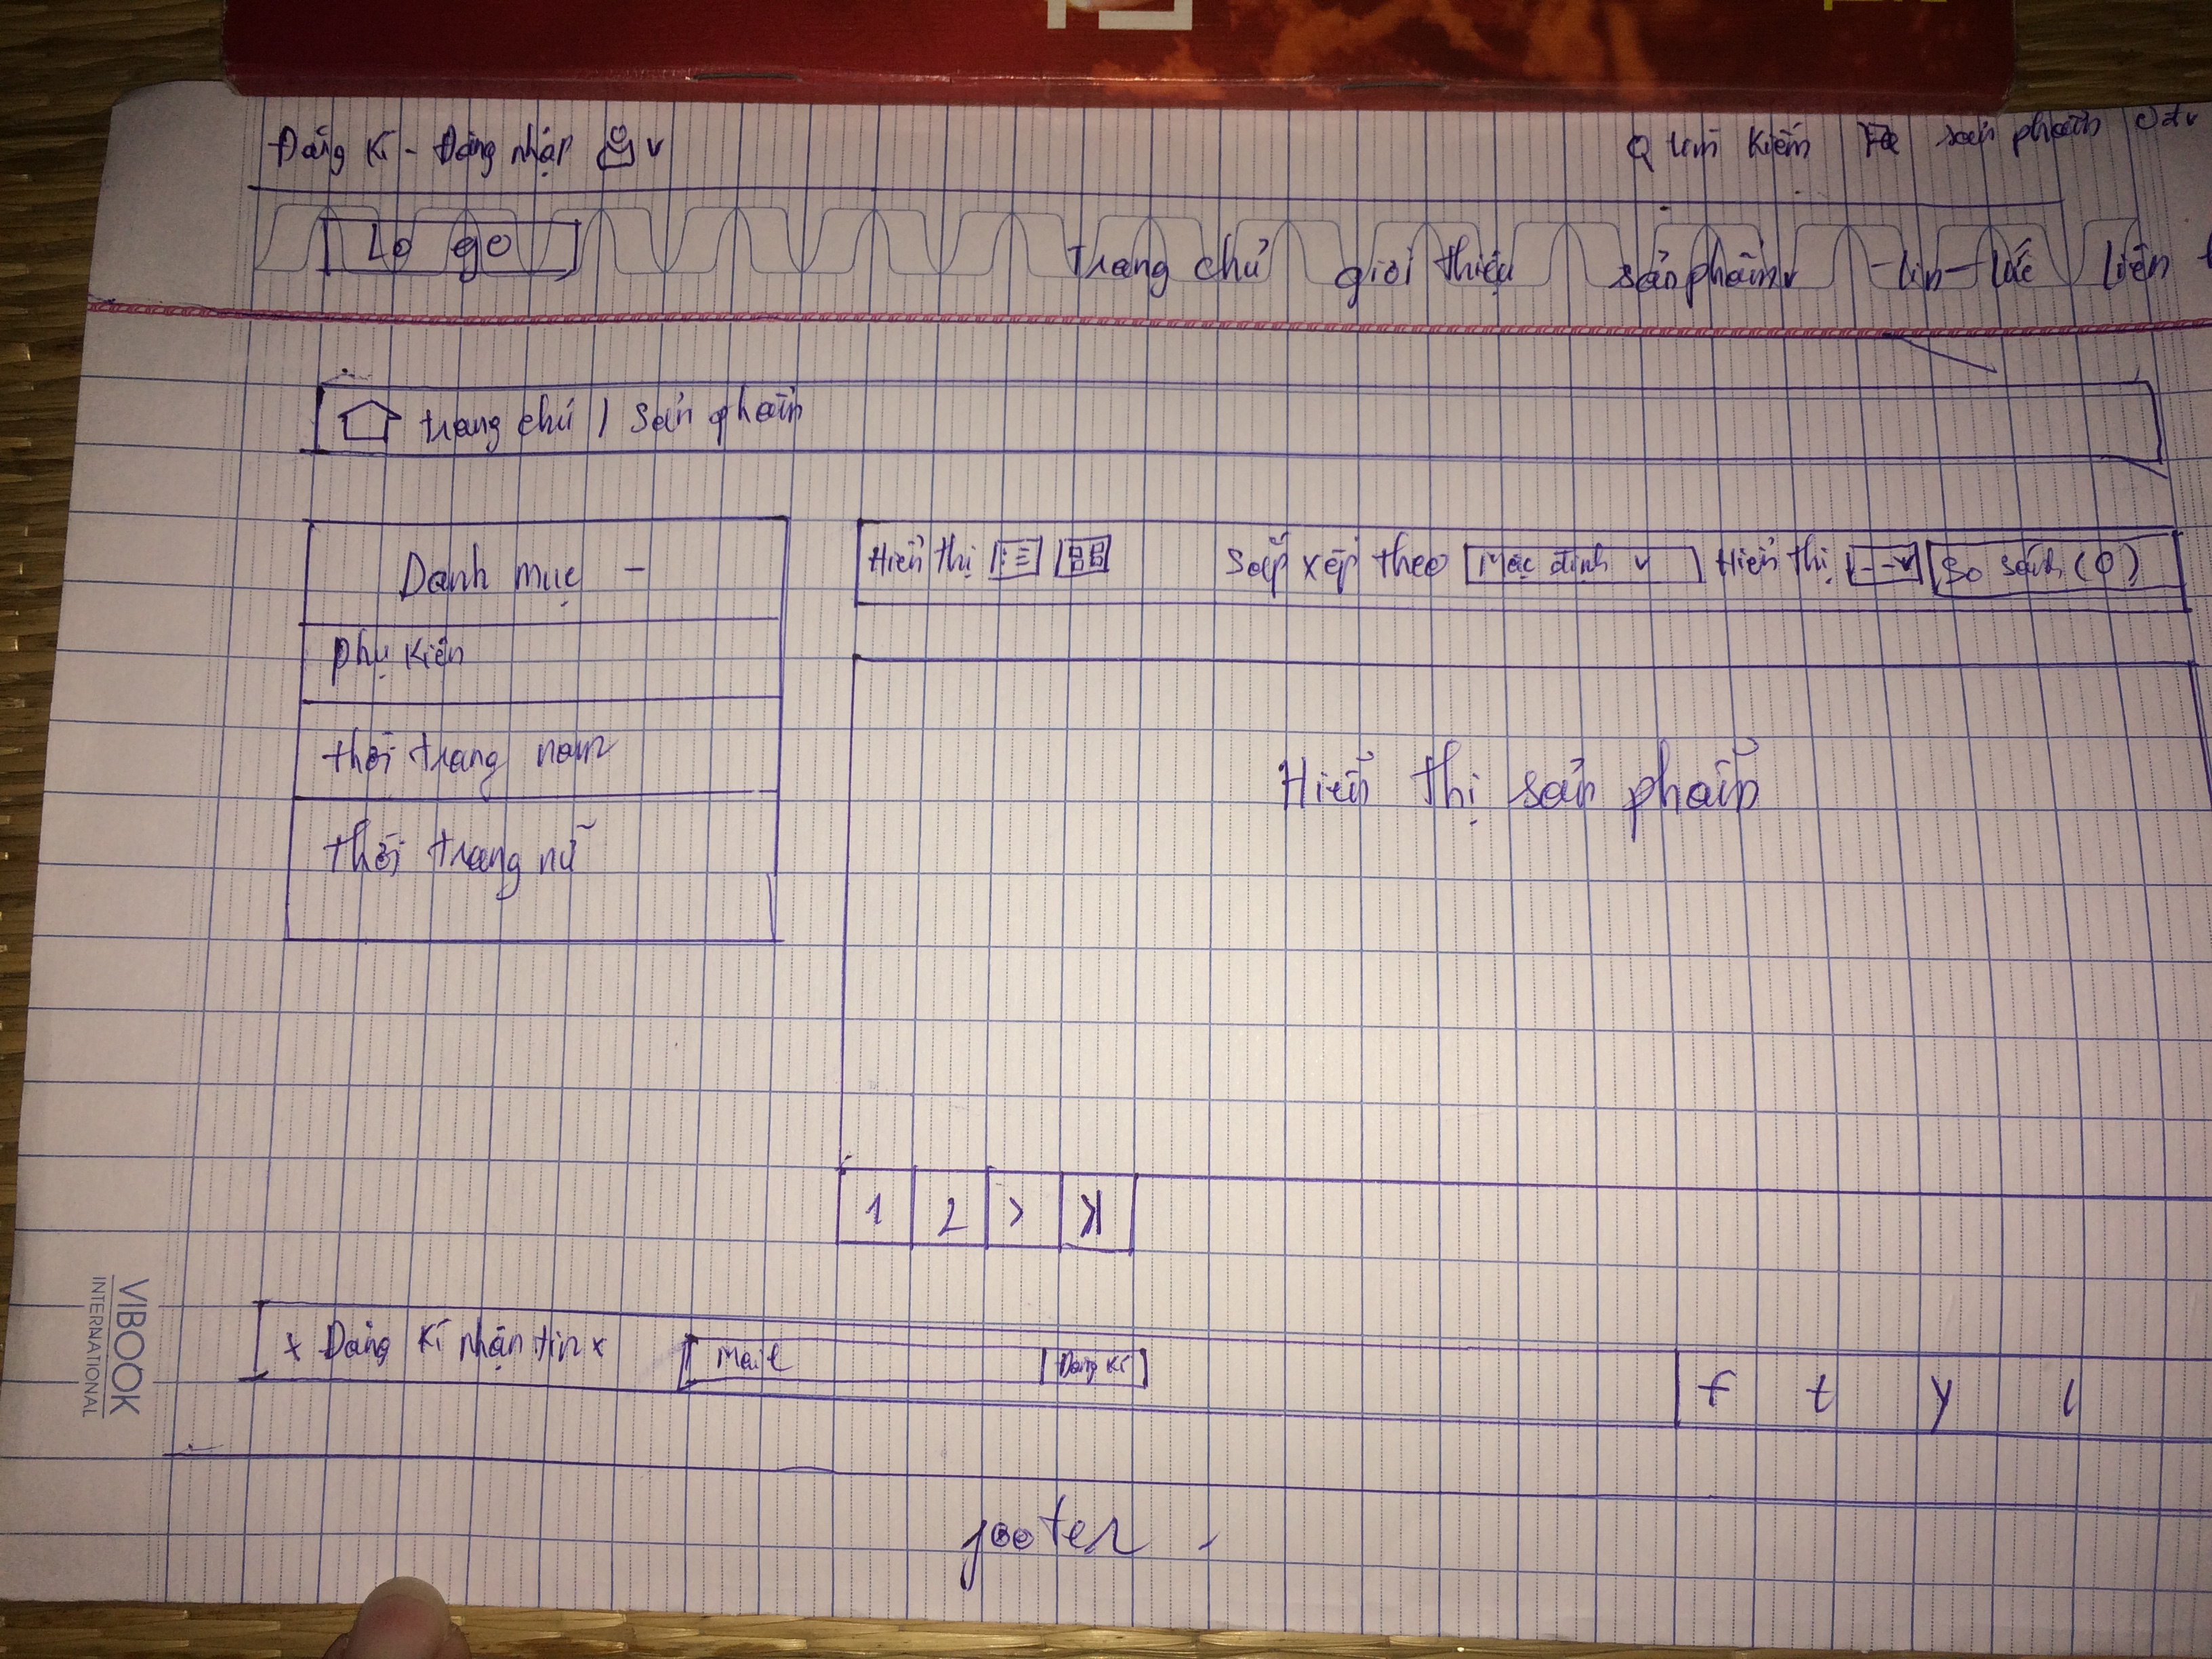 Đăng kí - Đăng nhập v
Q tìm kiếm sản phẩm
Lo go
Trang chủ giới thiệu sản phẩm v tin tức liên
trang chủ / Sản phẩm
Danh mục -
phụ kiện
thời trang nam
thời trang nữ
Hiển thị Sắp xếp theo Mặc định v Hiển thị --v So sánh (0)
Hiển thị sản phẩm
1 2 > >|
x Đăng kí nhận tin x Mail Đăng kí f t y i
footer
VIBOOK
INTERNATIONAL